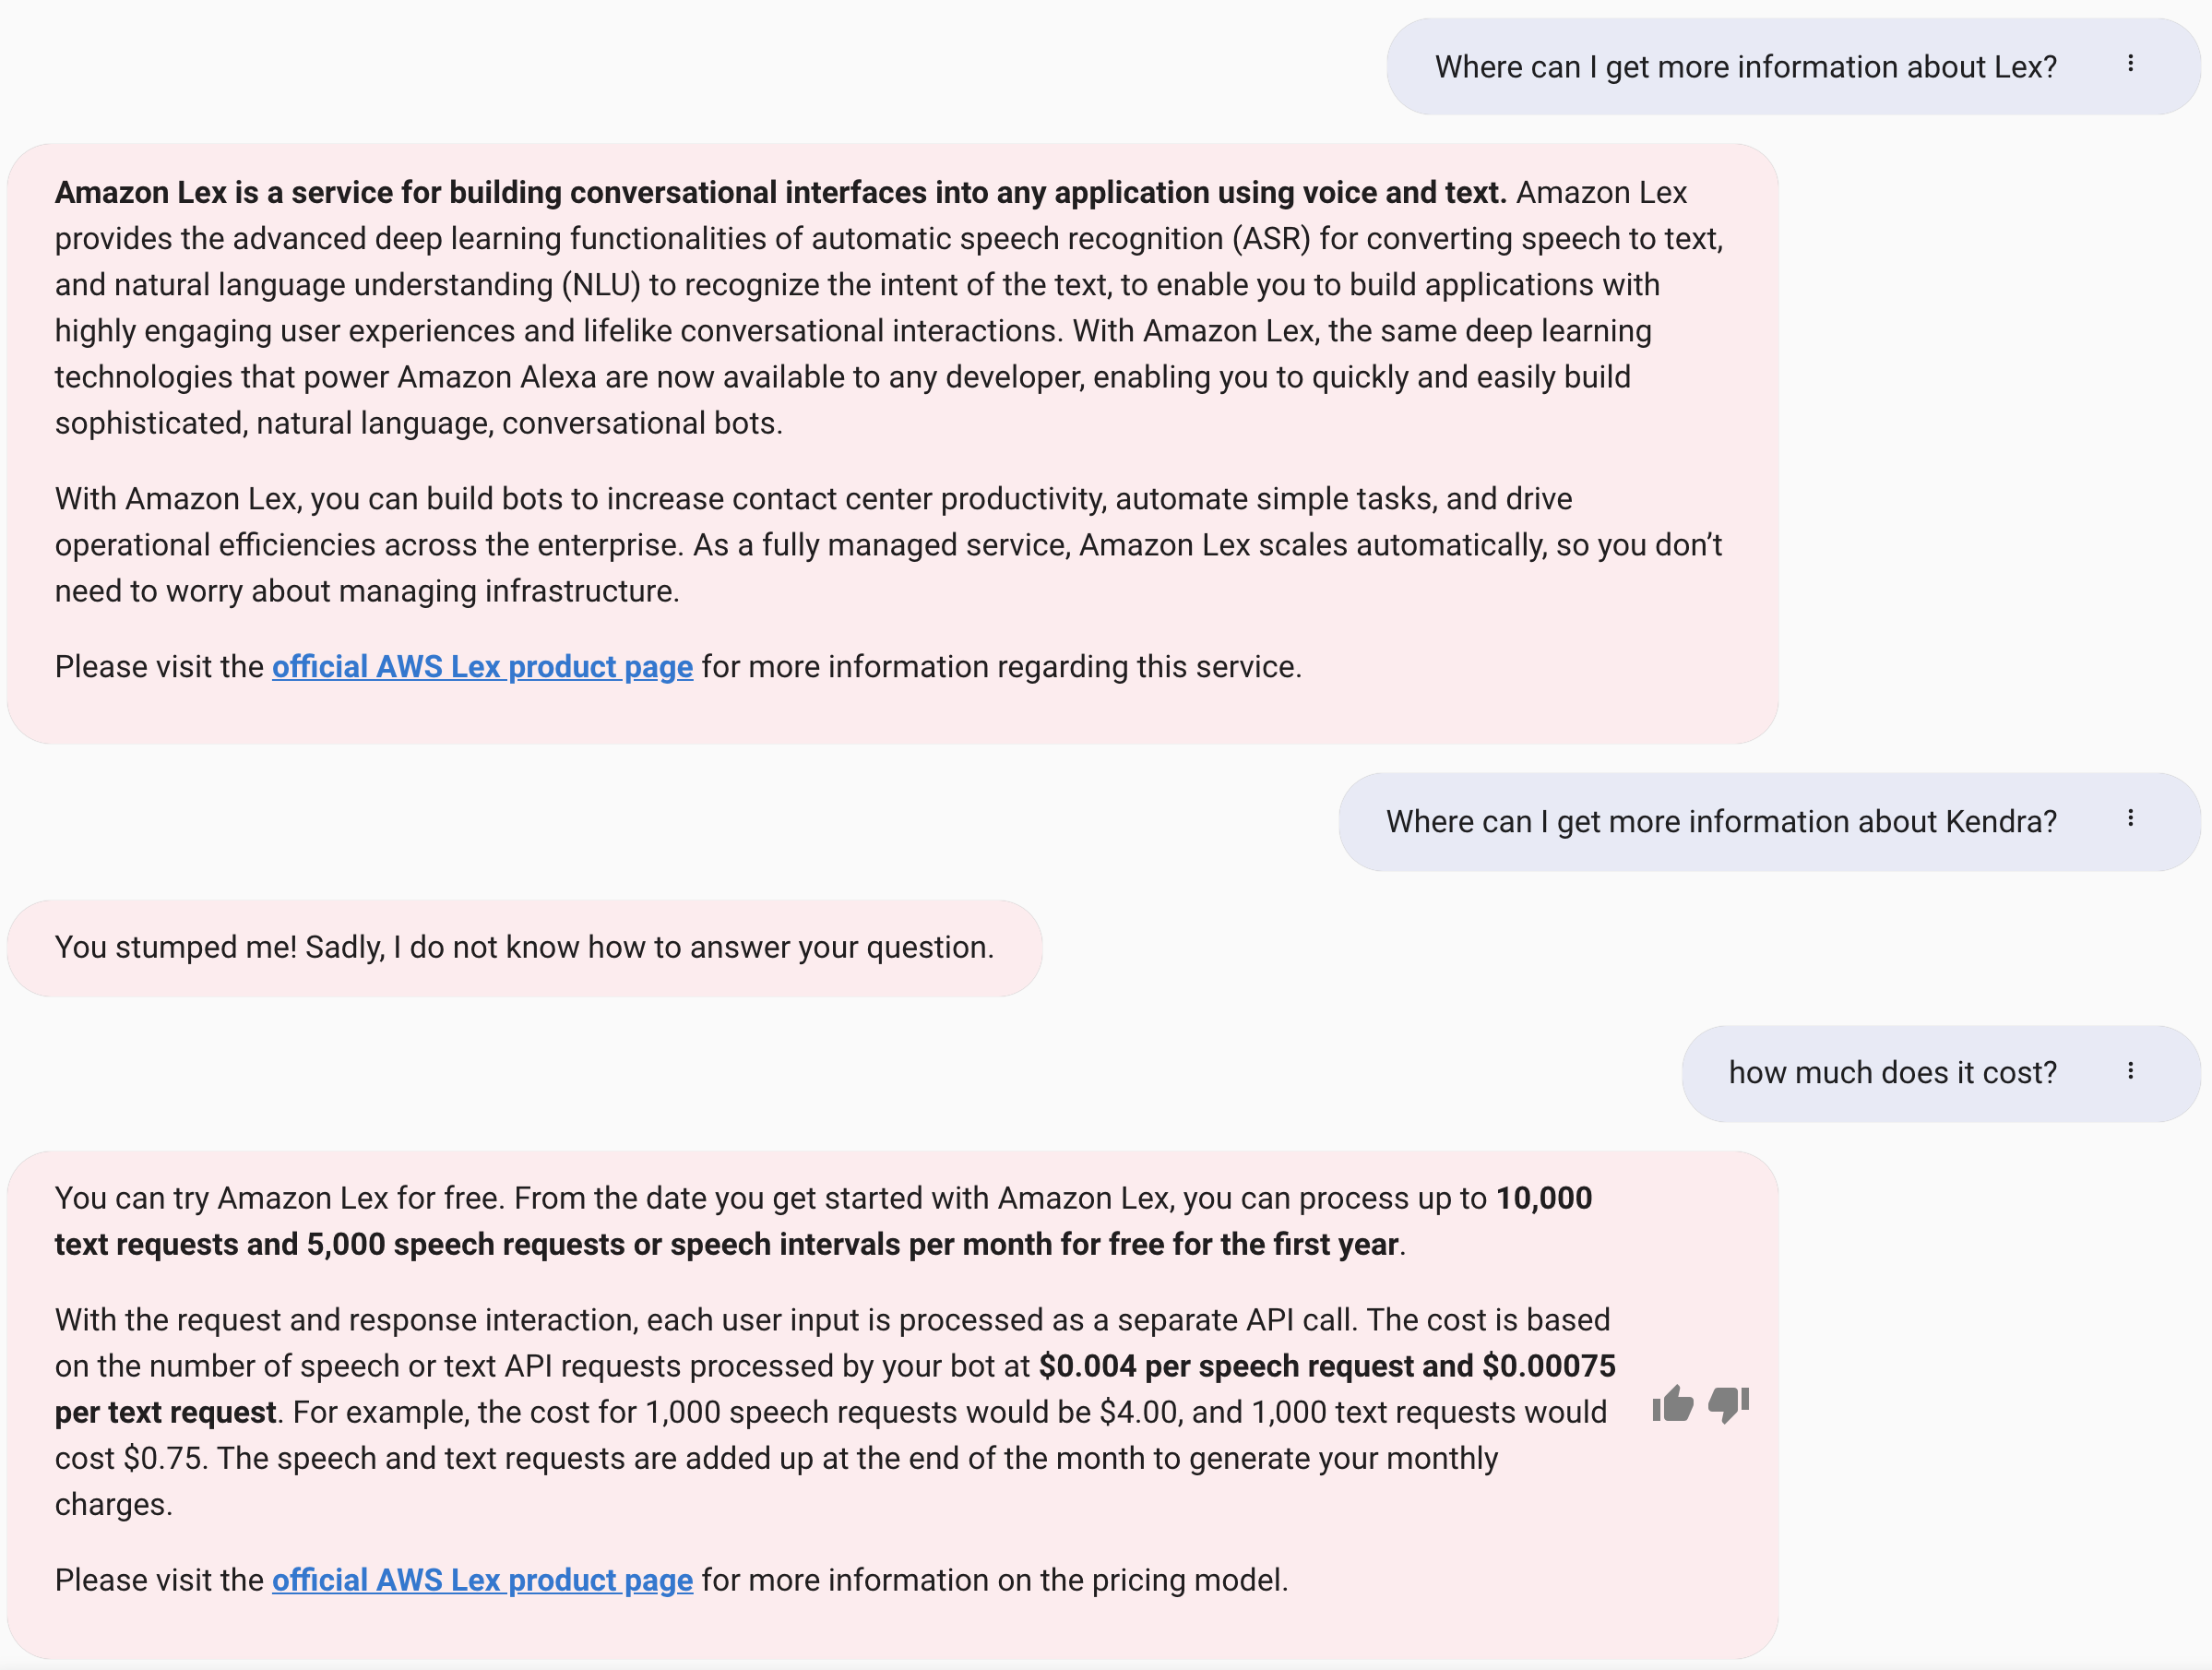 Where can I get more information about Lex?
Amazon Lex is a service for building conversational interfaces into any application using voice and text. Amazon Lex
provides the advanced deep learning functionalities of automatic speech recognition (ASR) for converting speech to text,
and natural language understanding (NLU) to recognize the intent of the text, to enable you to build applications with
highly engaging user experiences and lifelike conversational interactions. With Amazon Lex, the same deep learning
technologies that power Amazon Alexa are now available to any developer, enabling you to quickly and easily build
sophisticated, natural language, conversational bots.
With Amazon Lex, you can build bots to increase contact center productivity, automate simple tasks, and drive
operational efficiencies across the enterprise. As a fully managed service, Amazon Lex scales automatically, so you don’t
need to worry about managing infrastructure.
Please visit the official AWS Lex product page for more information regarding this service.
Where can I get more information about Kendra?
You stumped me! Sadly, I do not know how to answer your question.
how much does it cost?
You can try Amazon Lex for free. From the date you get started with Amazon Lex, you can process up to 10,000
text requests and 5,000 speech requests or speech intervals per month for free for the first year.
With the request and response interaction, each user input is processed as a separate API call. The cost is based
on the number of speech or text API requests processed by your bot at $0.004 per speech request and $0.00075
per text request. For example, the cost for 1,000 speech requests would be $4.00, and 1,000 text requests would
cost $0.75. The speech and text requests are added up at the end of the month to generate your monthly
charges.
Please visit the official AWS Lex product page for more information on the pricing model.